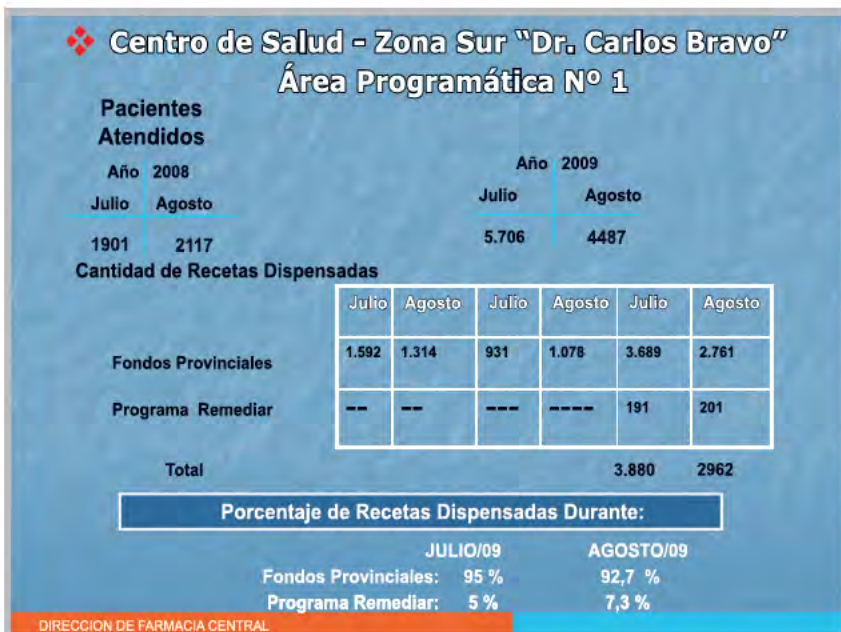 Centro de Salud - Zona Sur “Dr. Carlos Bravo”
Área Programática Nº 1
Pacientes
Atendidos
Año 2008
Julio Agosto
1901 2117
Año 2009
Julio Agosto
5.706 4487
Cantidad de Recetas Dispensadas
Julio Agosto Julio Agosto Julio Agosto
Fondos Provinciales 1.592 1.314 931 1.078 3.689 2.761
Programa Remediar -- -- --- ---- 191 201
Total 3.880 2962
Porcentaje de Recetas Dispensadas Durante:
JULIO/09 AGOSTO/09
Fondos Provinciales: 95 % 92,7 %
Programa Remediar: 5 % 7,3 %
DIRECCION DE FARMACIA CENTRAL